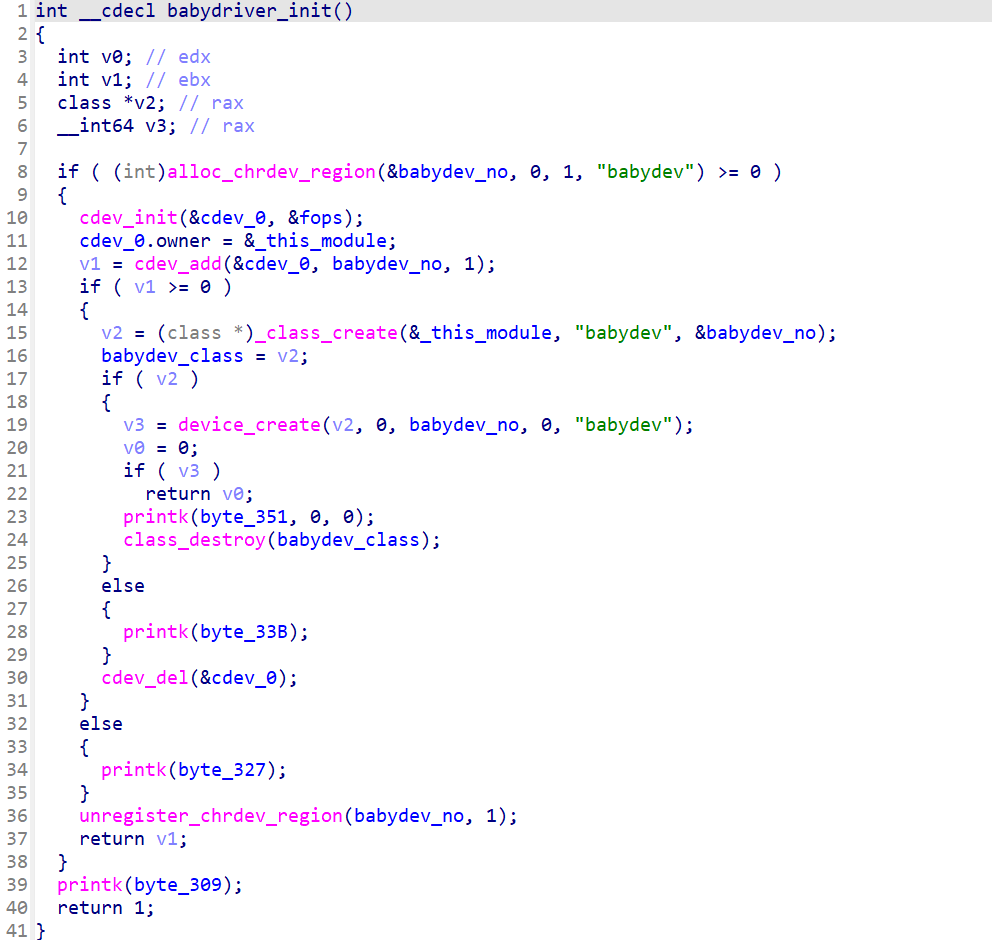 1 int __cdecl babydriver_init()
2 {
3   int v0; // edx
4   int v1; // ebx
5   class *v2; // rax
6   __int64 v3; // rax
7
8   if ( (int)alloc_chrdev_region(&babydev_no, 0, 1, "babydev") >= 0 )
9   {
10     cdev_init(&cdev_0, &fops);
11     cdev_0.owner = &_this_module;
12     v1 = cdev_add(&cdev_0, babydev_no, 1);
13     if ( v1 >= 0 )
14     {
15       v2 = (class *)_class_create(&_this_module, "babydev", &babydev_no);
16       babydev_class = v2;
17       if ( v2 )
18       {
19         v3 = device_create(v2, 0, babydev_no, 0, "babydev");
20         v0 = 0;
21         if ( v3 )
22           return v0;
23         printk(byte_351, 0, 0);
24         class_destroy(babydev_class);
25       }
26       else
27       {
28         printk(byte_33B);
29       }
30       cdev_del(&cdev_0);
31     }
32     else
33     {
34       printk(byte_327);
35     }
36     unregister_chrdev_region(babydev_no, 1);
37     return v1;
38   }
39   printk(byte_309);
40   return 1;
41 }